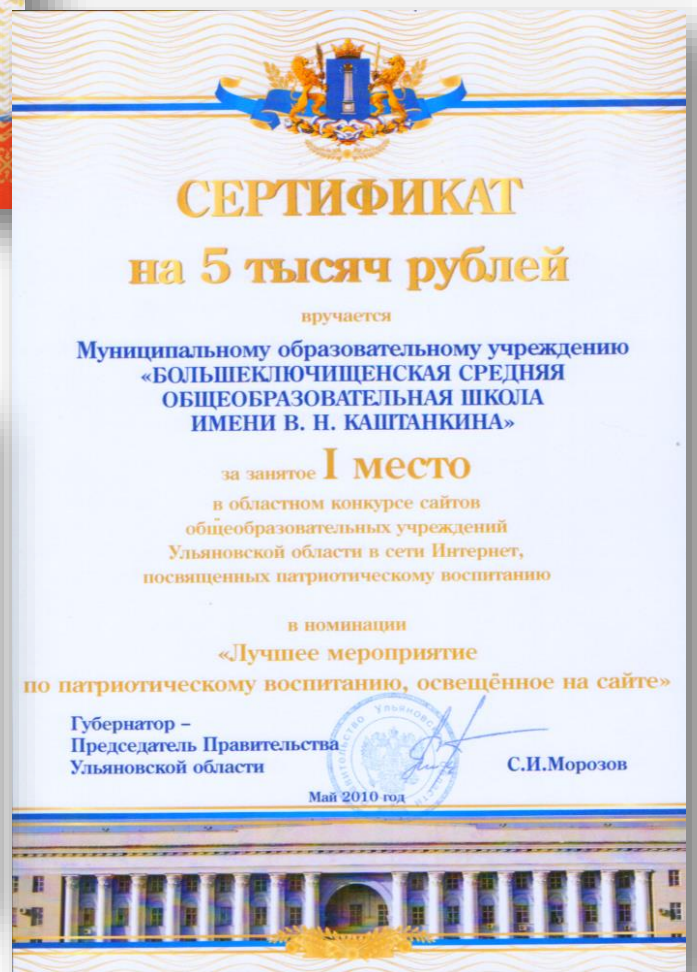 СЕРТИФИКАТ
на 5 тысяч рублей
вручается
Муниципальному образовательному учреждению
«БОЛЬШЕКЛЮЧИЩЕНСКАЯ СРЕДНЯЯ
ОБЩЕОБРАЗОВАТЕЛЬНАЯ ШКОЛА
ИМЕНИ В. Н. КАШТАНКИНА»
за занятое I место
в областном конкурсе сайтов
общеобразовательных учреждений
Ульяновской области в сети Интернет,
посвященных патриотическому воспитанию
в номинации
«Лучшее мероприятие
по патриотическому воспитанию, освещённое на сайте»
Губернатор –
Председатель Правительства
Ульяновской области
С.И.Морозов
Май 2010 год